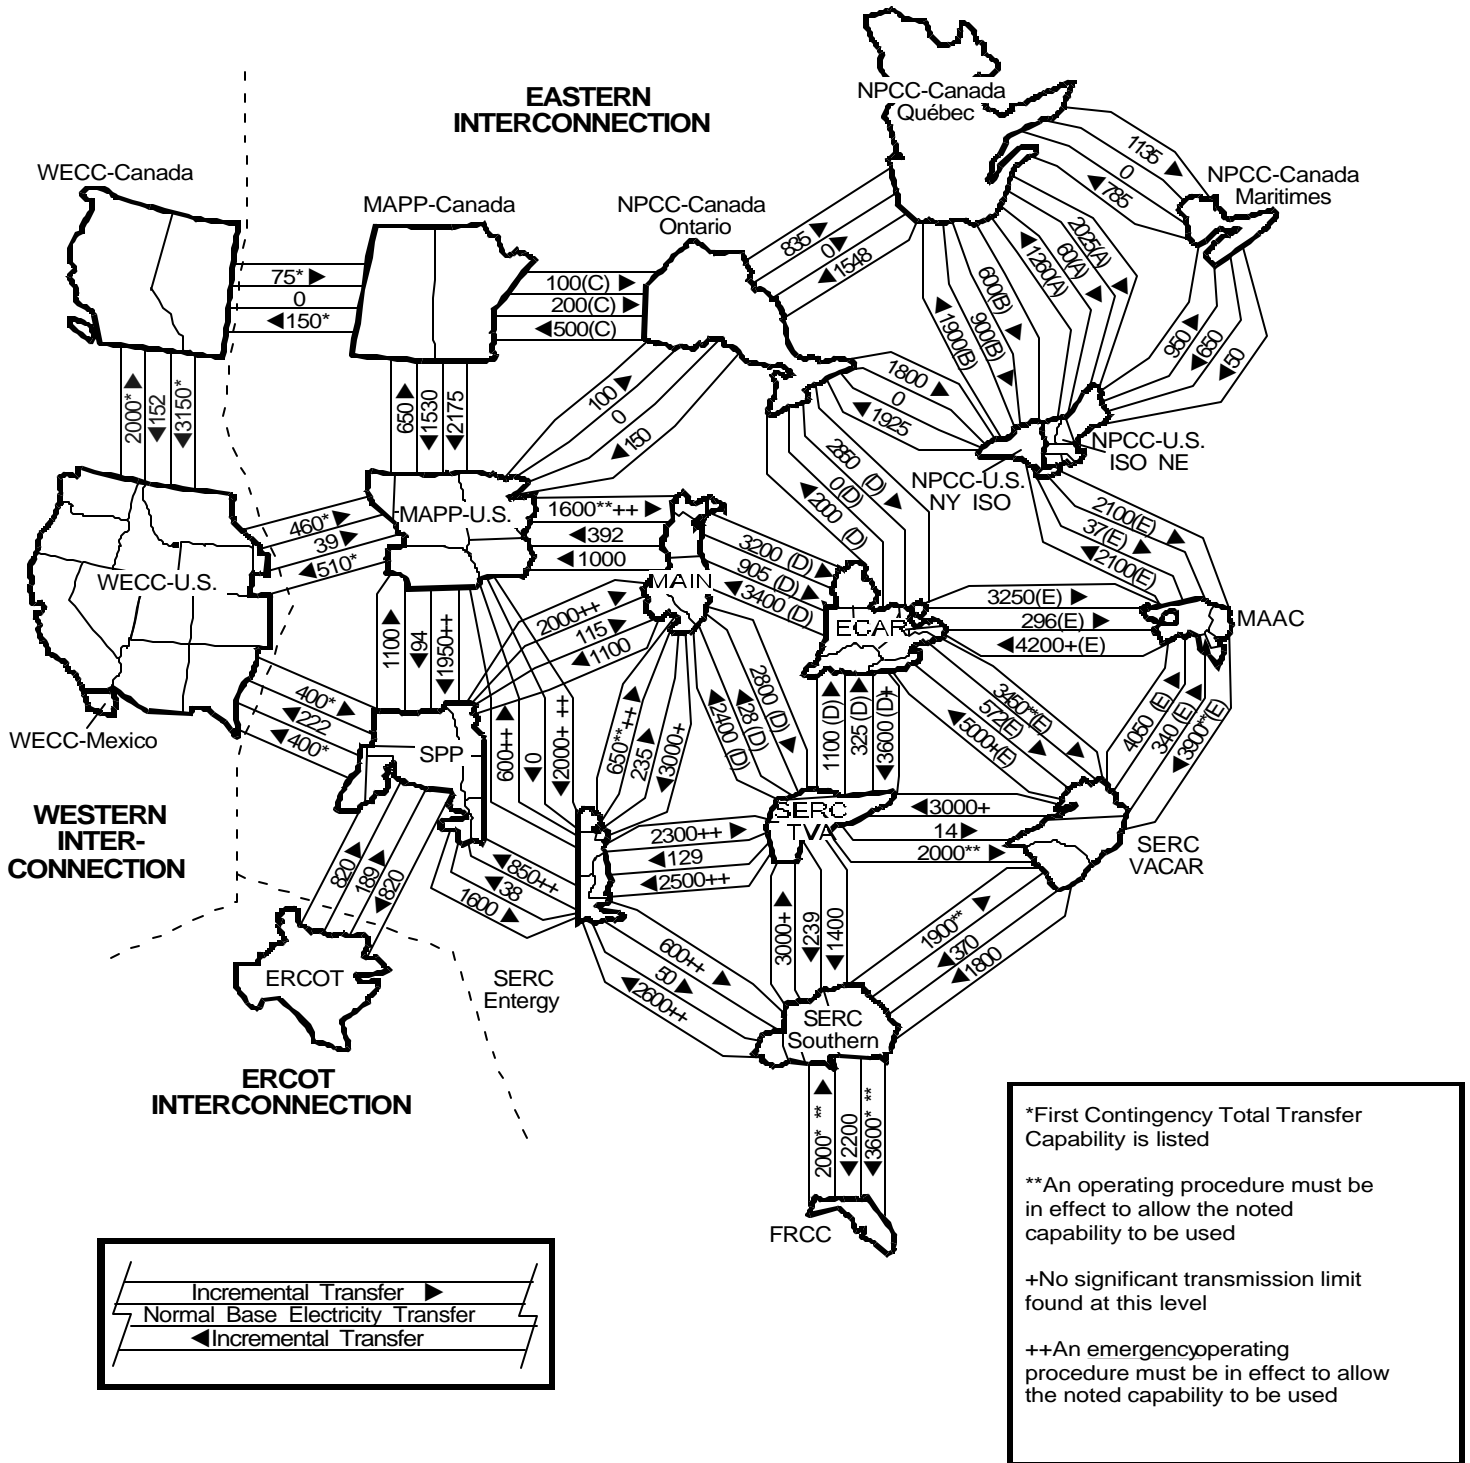 EASTERN
INTERCONNECTION
NPCC-Canada
Québec
WECC-Canada
MAPP-Canada
NPCC-Canada
Ontario
NPCC-Canada
Maritimes
1135 ►
0
◄785
835 ►
0►
◄1548
75* ►
0
◄150*
100(C) ►
200(C) ►
◄500(C)
2025(A)
60(A)
◄1260(A)
600(B) ►
900(B) ►
◄1900(B)
950 ►
◄650
◄50
2000* ►
◄152
◄3150*
650►
◄1530
◄2175
100 ►
0
◄150
1800 ►
0
◄1925
NPCC-U.S.
ISO NE
NPCC-U.S.
NY ISO
2850 (D) ►
0(D)
◄2000 (D)
2100(E) ►
37(E)►
◄2100(E)
MAPP-U.S.
460* ►
39 ►
◄510*
WECC-U.S.
1600**++ ►
◄392
◄1000
MAIN
3200 (D) ►
905 (D) ►
◄3400 (D)
ECAR
3250(E) ►
296(E) ►
◄4200+(E)
MAAC
1100 ►
◄94
◄1950++
2000++ ►
115 ►
◄1100
400* ►
◄222
◄400*
WECC-Mexico
SPP
600++ ►
◄0
◄2000+ ++
650**++ ►
235 ►
◄3000+
2800 (D) ►
◄28 (D)
◄2400 (D)
1100 (D)►
325 (D)►
◄3600 (D)+
3450**(E) ►
572(E) ►
◄5000+(E)
4050 (E) ►
340 (E) ►
◄3900**(E)
WESTERN
INTER-
CONNECTION
820 ►
189►
◄820
◄850++
◄38
1600 ►
2300++ ►
◄129
◄2500++
SERC
TVA
◄3000+
14►
2000** ►
SERC
VACAR
3000+ ►
◄239
◄1400
1900** ►
◄370
◄1800
ERCOT
SERC
Entergy
600++ ►
50 ►
◄2600++
SERC
Southern
ERCOT
INTERCONNECTION
2000* ** ►
◄2200
◄3600* **
FRCC
Incremental Transfer ►
Normal Base Electricity Transfer
◄Incremental Transfer
*First Contingency Total Transfer
Capability is listed
**An operating procedure must be
in effect to allow the noted
capability to be used
+No significant transmission limit
found at this level
++An emergency operating
procedure must be in effect to allow
the noted capability to be used